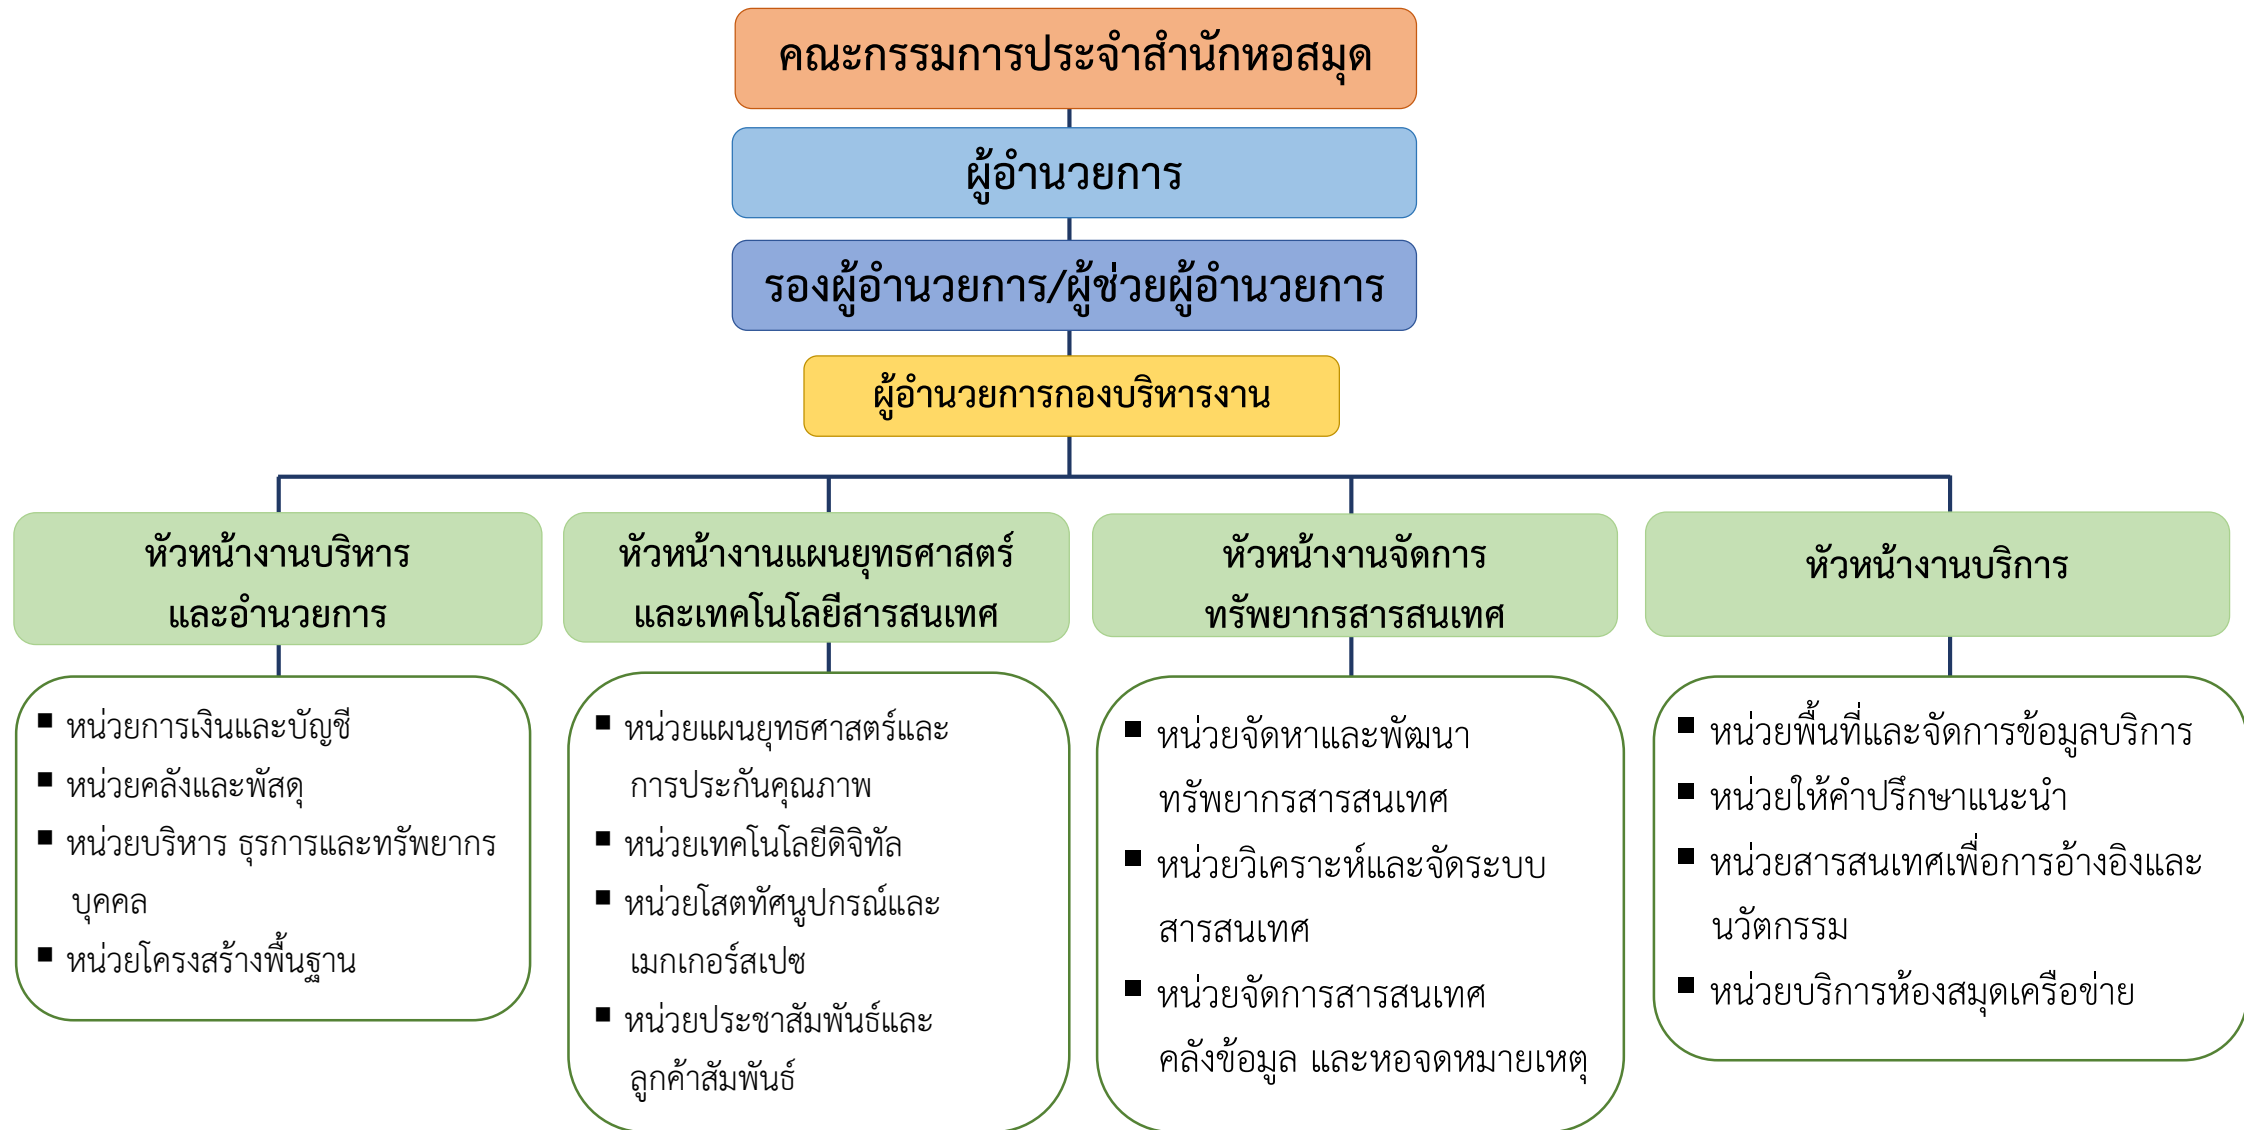 คณะกรรมการประจำสำนักหอสมุด
ผู้อำนวยการ
รองผู้อำนวยการ/ผู้ช่วยผู้อำนวยการ
ผู้อำนวยการกองบริหารงาน
หัวหน้างานบริหาร
และอำนวยการ
หัวหน้างานแผนยุทธศาสตร์
และเทคโนโลยีสารสนเทศ
หัวหน้างานจัดการ
ทรัพยากรสารสนเทศ
หัวหน้างานบริการ
▪ หน่วยการเงินและบัญชี
▪ หน่วยคลังและพัสดุ
▪ หน่วยบริหาร ธุรการและทรัพยากร
บุคคล
▪ หน่วยโครงสร้างพื้นฐาน
▪ หน่วยแผนยุทธศาสตร์และ
การประกันคุณภาพ
▪ หน่วยเทคโนโลยีดิจิทัล
▪ หน่วยโสตทัศนูปกรณ์และ
เมกเกอร์สเปซ
▪ หน่วยประชาสัมพันธ์และ
ลูกค้าสัมพันธ์
▪ หน่วยจัดหาและพัฒนา
ทรัพยากรสารสนเทศ
▪ หน่วยวิเคราะห์และจัดระบบ
สารสนเทศ
▪ หน่วยจัดการสารสนเทศ
คลังข้อมูล และหอจดหมายเหตุ
▪ หน่วยพื้นที่และจัดการข้อมูลบริการ
▪ หน่วยให้คำปรึกษาแนะนำ
▪ หน่วยสารสนเทศเพื่อการอ้างอิงและ
นวัตกรรม
▪ หน่วยบริการห้องสมุดเครือข่าย